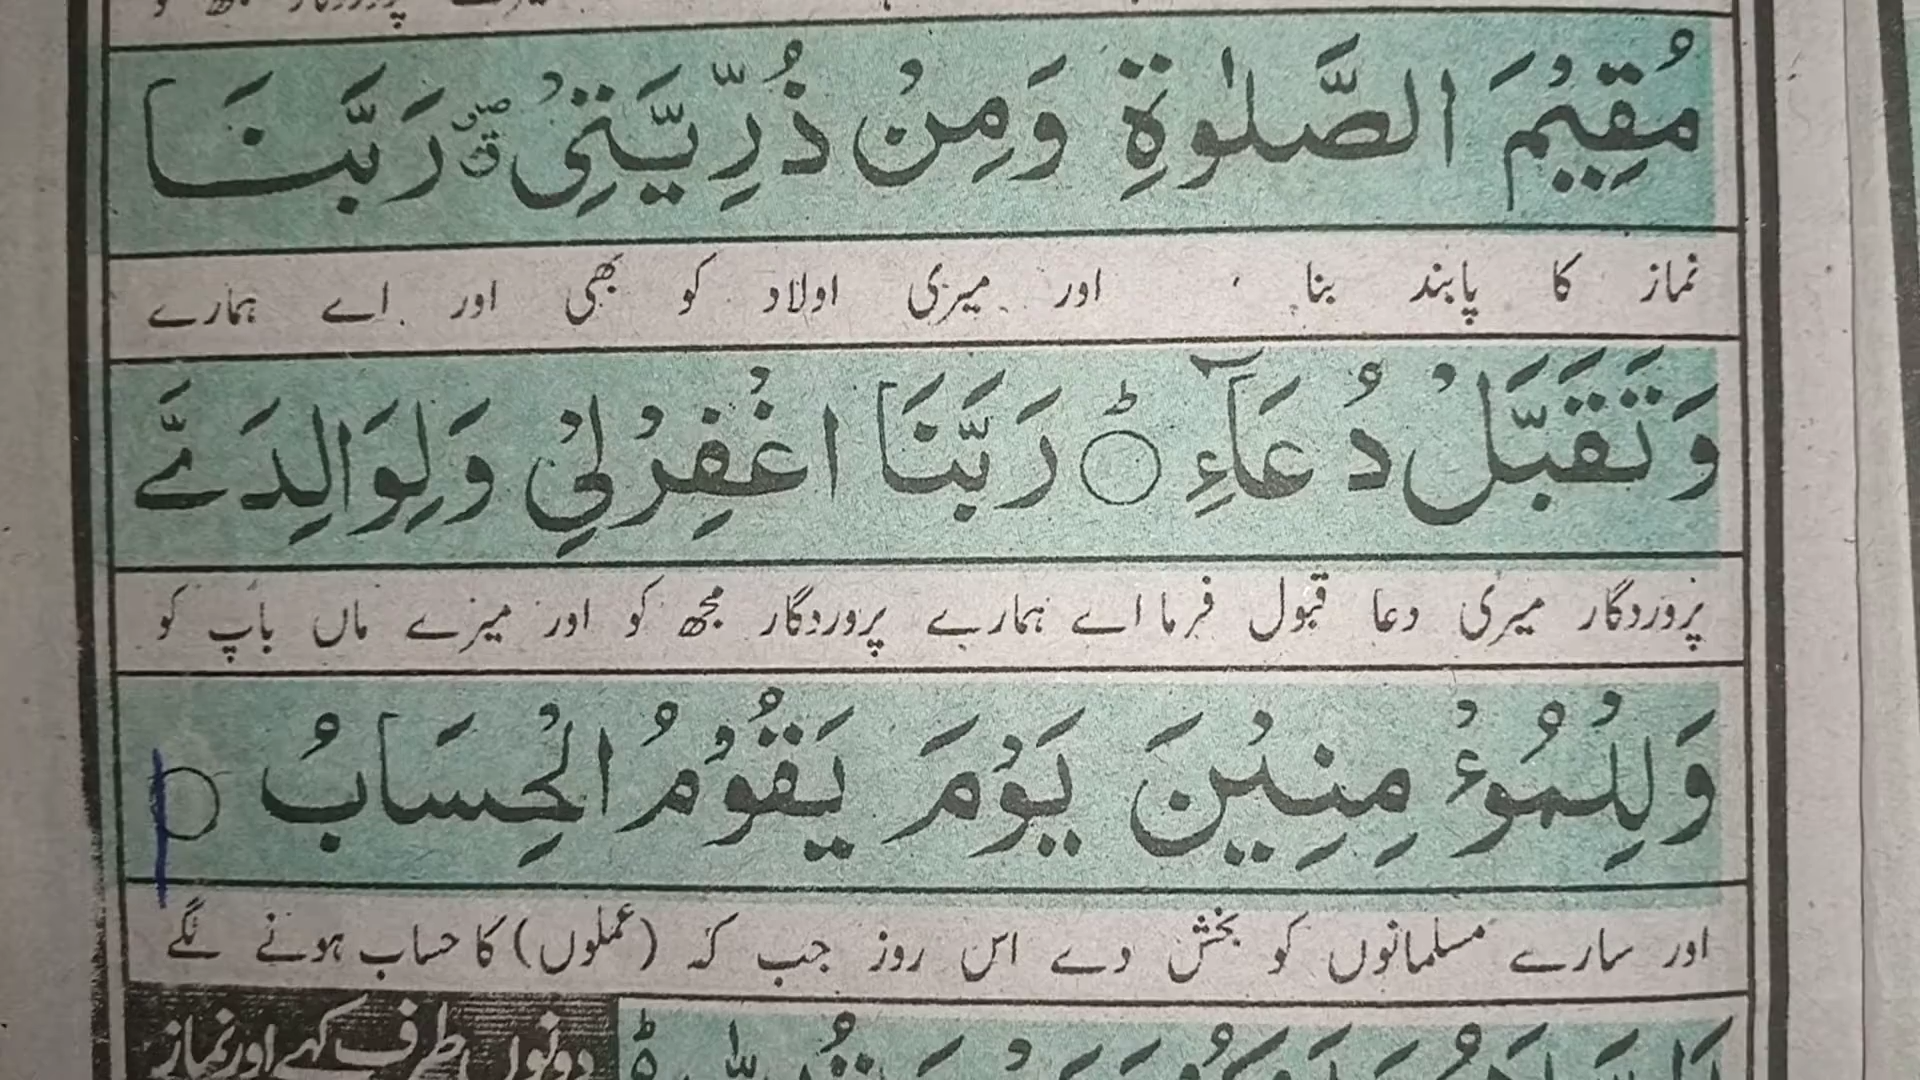 مُقِيْمَ الصَّلٰوةِ وَمِنْ ذُرِّيَّتِيْ ۖق رَبَّنَا
نماز کا پابند بنا اور میری اولاد کو بھی اور اے ہمارے
وَتَقَبَّلْ دُعَآءِ ○ؕ رَبَّنَا اغْفِرْلِيْ وَلِوَالِدَيَّ
پروردگار میری دعا قبول فرما اے ہمارے پروردگار مجھ کو اور میرے ماں باپ کو
وَلِلْمُؤْمِنِيْنَ يَوْمَ يَقُوْمُ الْحِسَابُ ○
اور سارے مسلمانوں کو بخش دے اس روز جب کہ (عملوں) کا حساب ہونے لگے
دونوں طرف کہے اور نماز